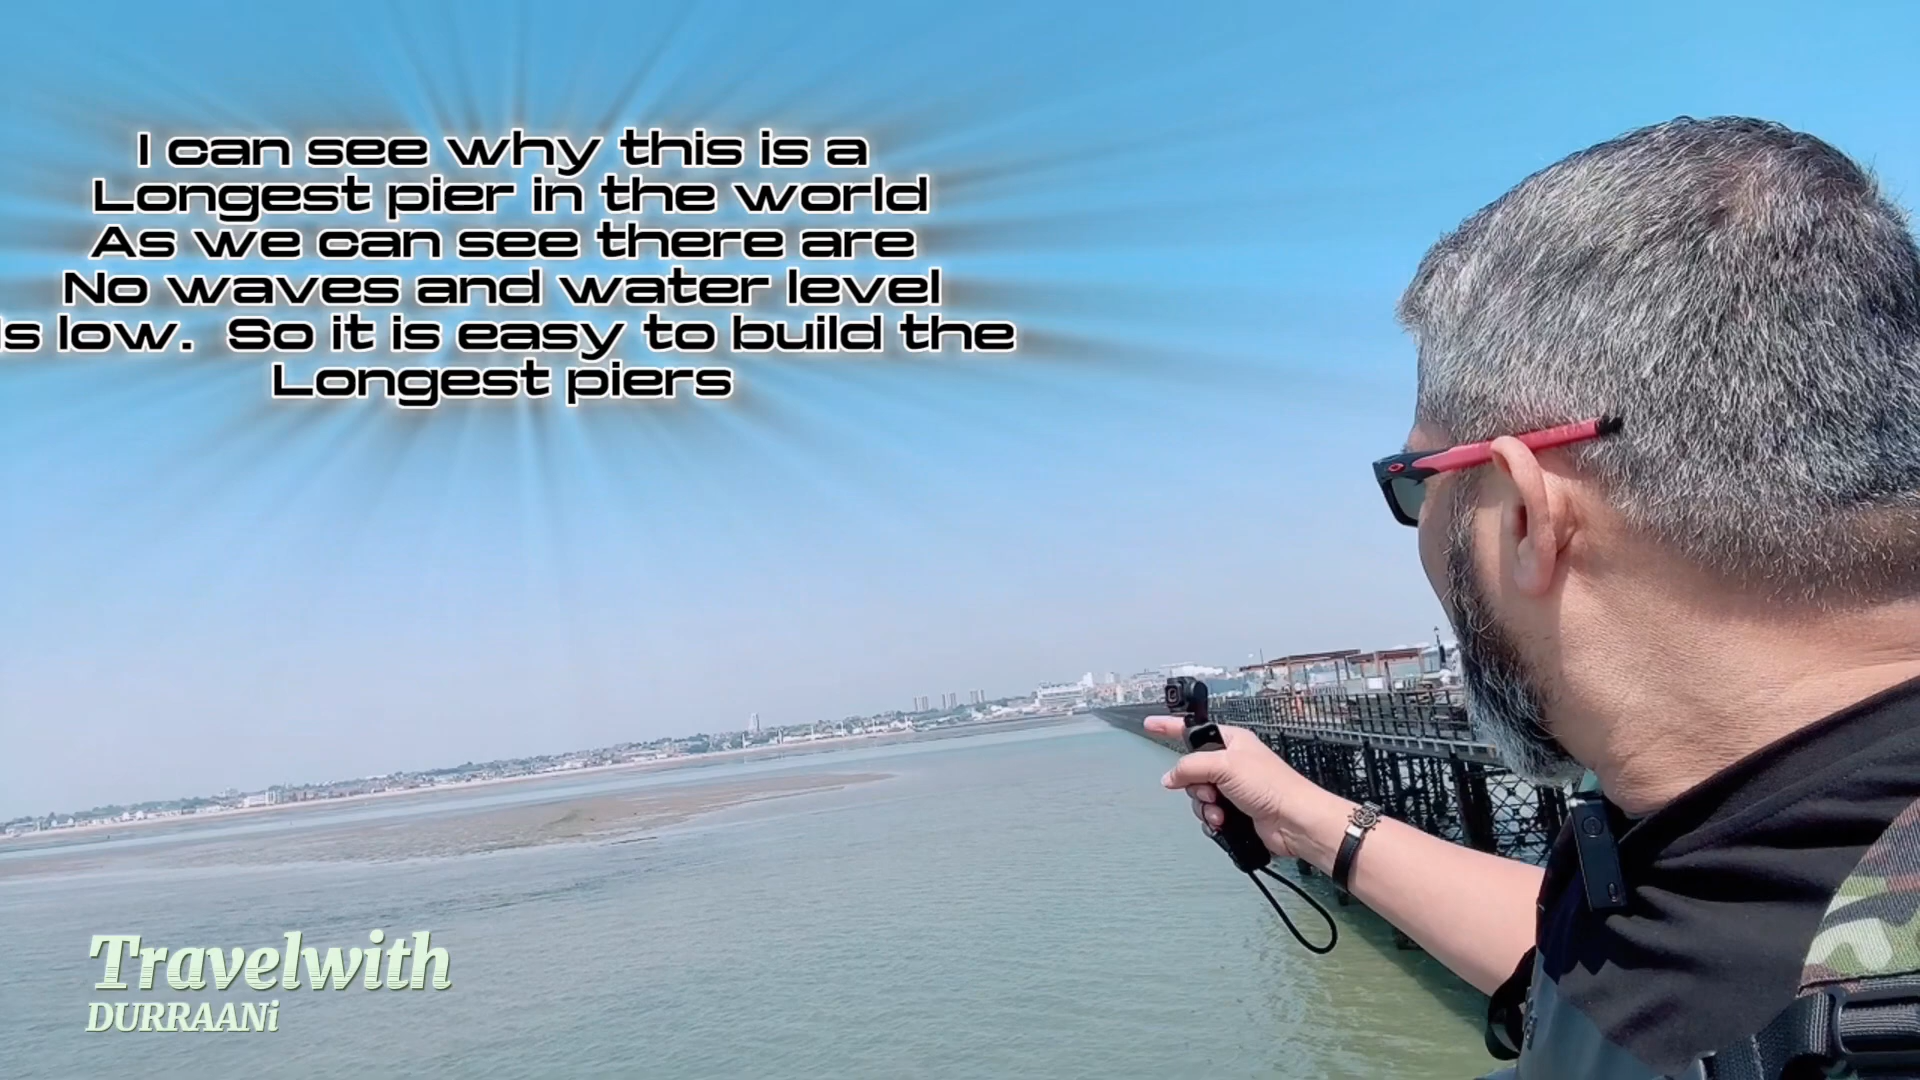 I can see why this is a
Longest pier in the world
As we can see there are
No waves and water level
is low. So it is easy to build the
Longest piers
Travelwith
DURRAANi